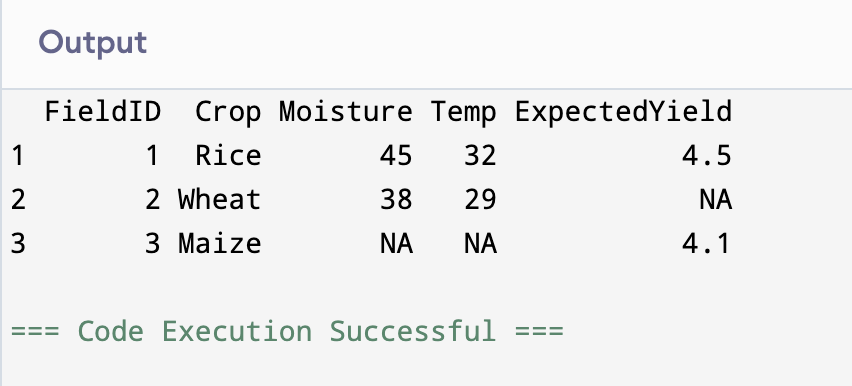 Output
  FieldID  Crop Moisture Temp ExpectedYield
1       1  Rice       45   32           4.5
2       2 Wheat       38   29            NA
3       3 Maize       NA   NA           4.1
=== Code Execution Successful ===